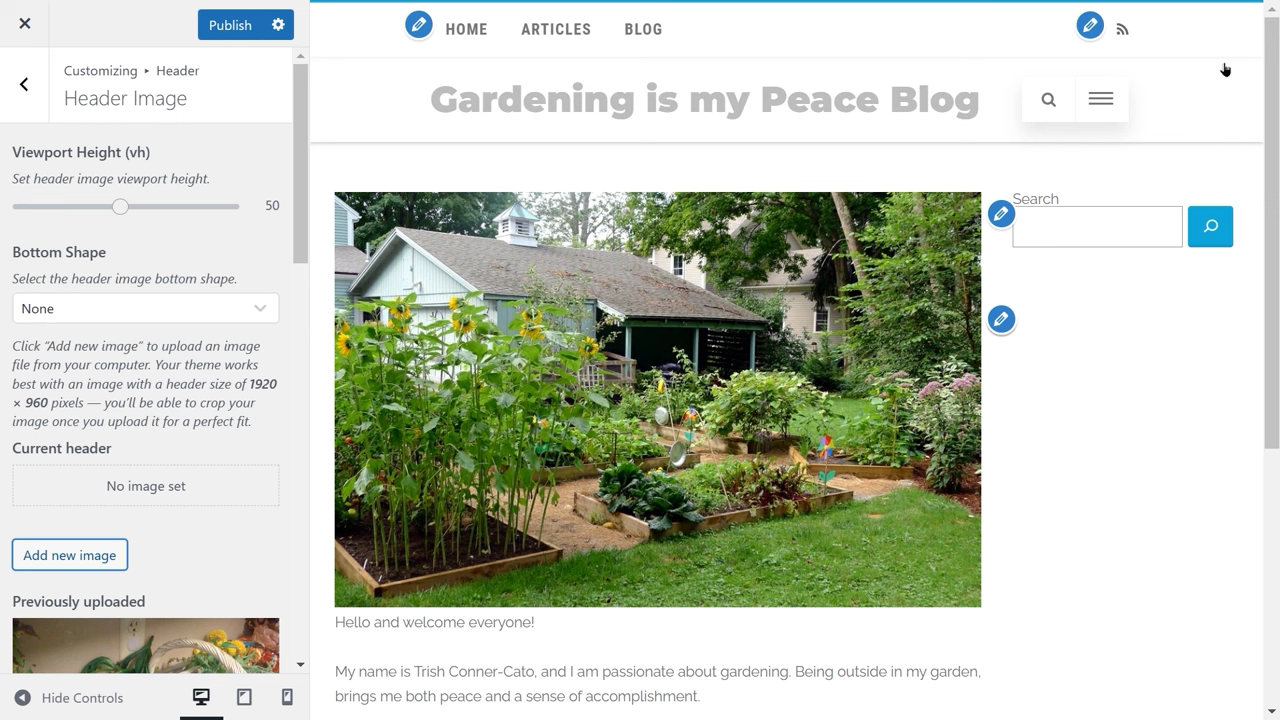 Publish
Customizing ▸ Header
Header Image
Viewport Height (vh)
Set header image viewport height.
50
Bottom Shape
Select the header image bottom shape.
None
Click “Add new image” to upload an image
file from your computer. Your theme works
best with an image with a header size of 1920
× 960 pixels — you’ll be able to crop your
image once you upload it for a perfect fit.
Current header
No image set
Add new image
Previously uploaded
Hide Controls
HOME ARTICLES BLOG
Gardening is my Peace Blog
Search
Hello and welcome everyone!
My name is Trish Conner-Cato, and I am passionate about gardening. Being outside in my garden,
brings me both peace and a sense of accomplishment.